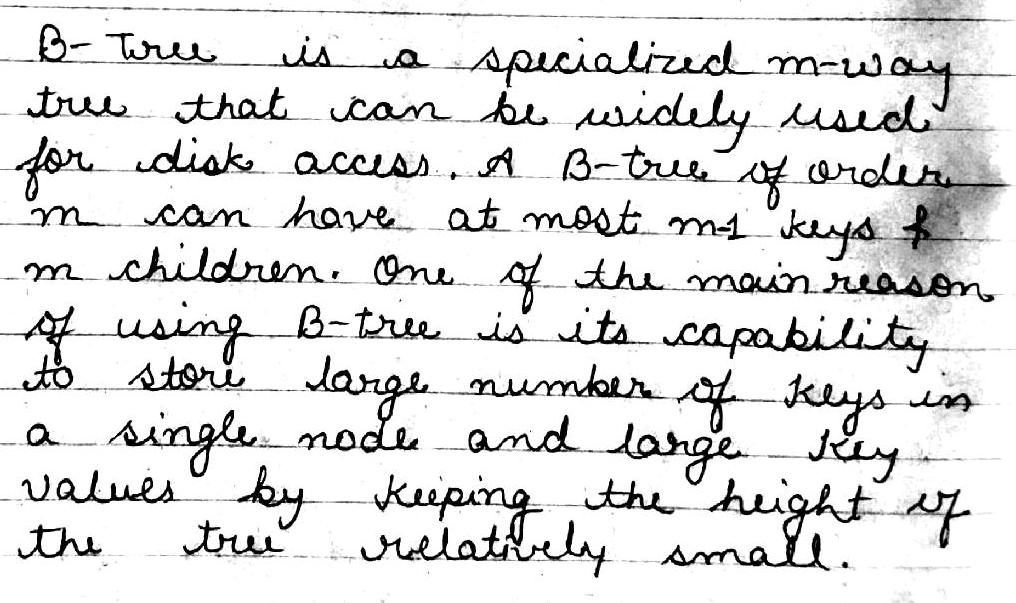 B-Tree is a specialized m-way
tree that can be widely used
for disk access. A B-tree of order
m can have at most m-1 keys &
m children. One of the main reason
of using B-tree is its capability
to store large number of keys in
a single node and large key
values by keeping the height of
the tree relatively small.